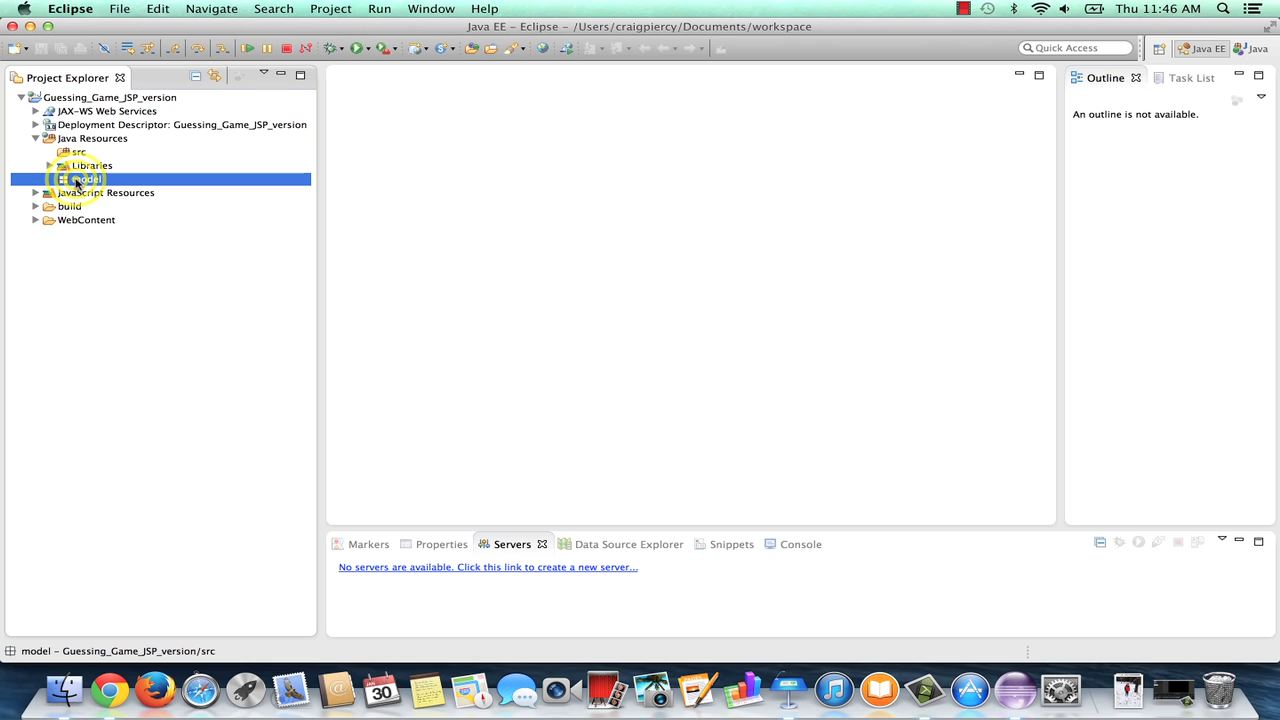 Eclipse File Edit Navigate Search Project Run Window Help Thu 11:46 AM
Java EE - Eclipse - /Users/craigpiercy/Documents/workspace
Quick Access Java EE Java
Project Explorer
Guessing_Game_JSP_version
JAX-WS Web Services
Deployment Descriptor: Guessing_Game_JSP_version
Java Resources
src
Libraries
model
JavaScript Resources
build
WebContent
Outline Task List
An outline is not available.
Markers Properties Servers Data Source Explorer Snippets Console
No servers are available. Click this link to create a new server...
model - Guessing_Game_JSP_version/src
30